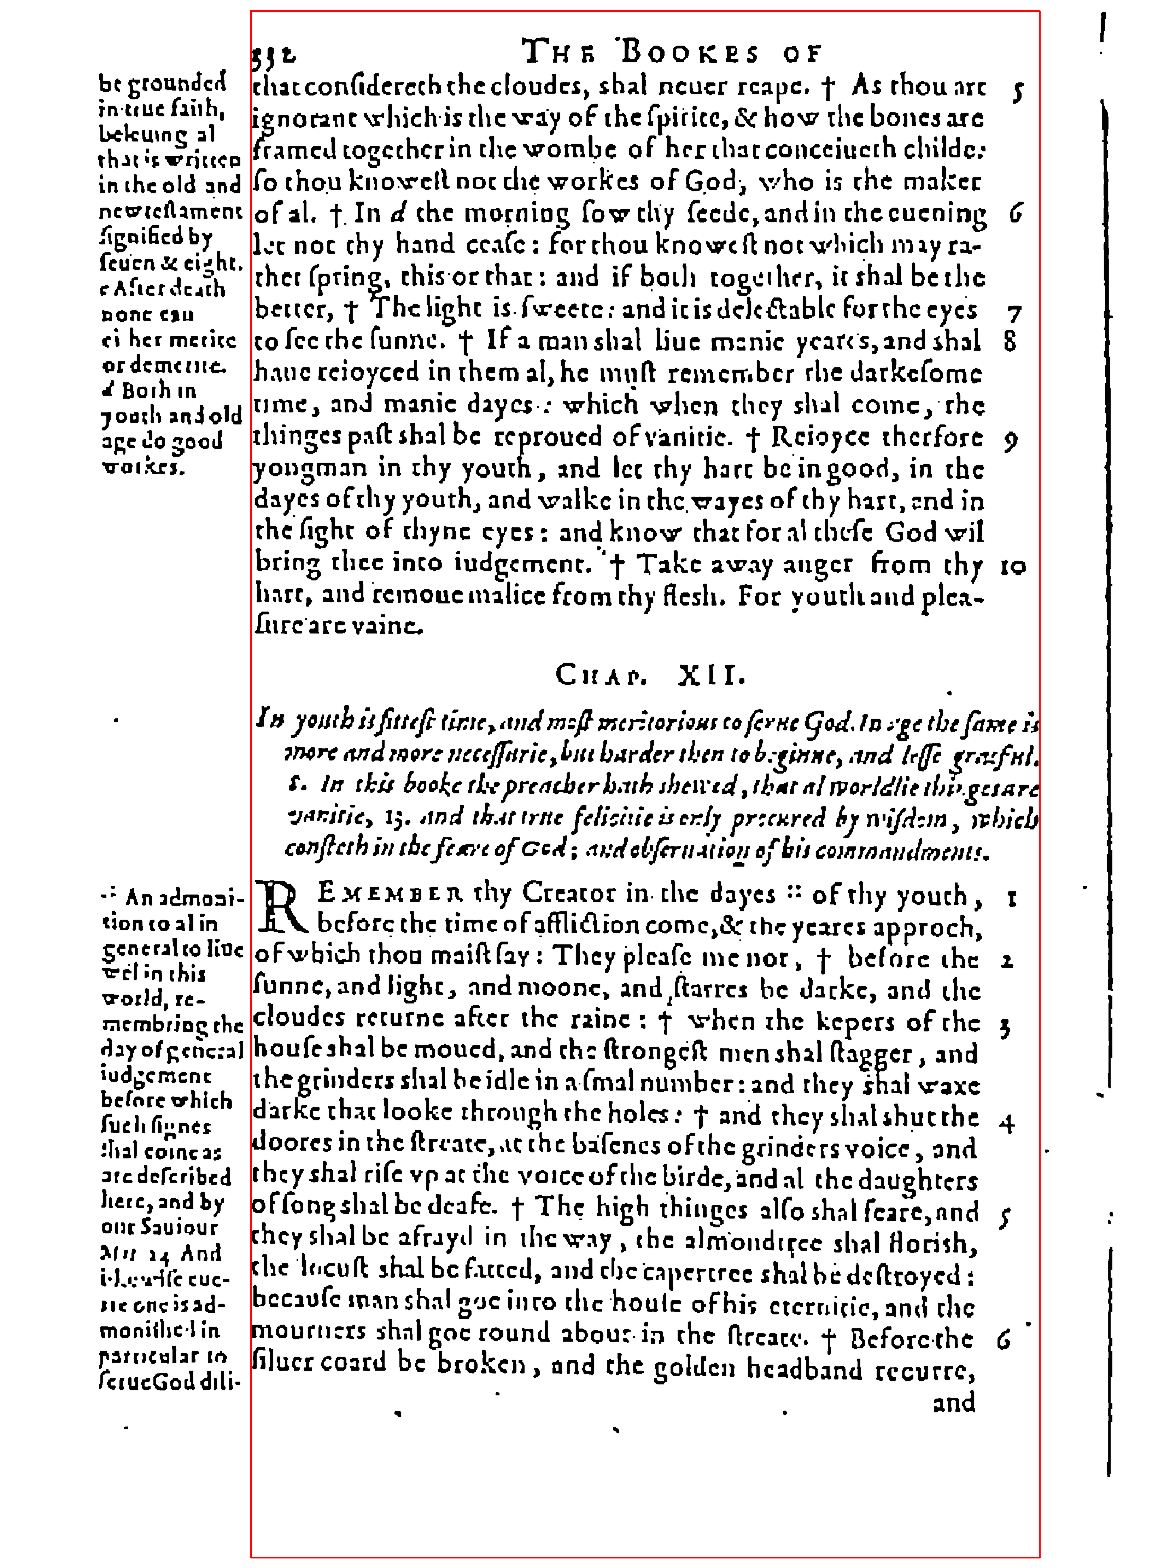 332 THE BOOKES OF
that considereth the cloudes, shal neuer reape. † As thou art 5
ignorant which is the way of the spirite, & how the bones are
framed together in the wombe of her that conceiueth childe:
so thou knowest not the workes of God, who is the maker
of al. † In d the morning sow thy seede, and in the euening 6
let not thy hand cease: for thou knowest not which may ra-
ther spring, this or that: and if both together, it shal be the
better, † The light is sweete: and it is delectable for the eyes 7
to see the sunne. † If a man shal liue manie yeares, and shal 8
haue reioyced in them al, he must remember the darkesome
time, and manie dayes: which when they shal come, the
thinges past shal be reproued of vanitie. † Reioyce therfore 9
yongman in thy youth, and let thy hart be in good, in the
dayes of thy youth, and walke in the wayes of thy hart, and in
the sight of thyne eyes: and know that for al these God wil
bring thee into iudgement. † Take away anger from thy 10
hart, and remoue malice from thy flesh. For youth and plea-
sure are vaine.
CHAP. XII.
In youth is fittest time, and most meritorious to serue God. In age the same is
more and more necessarie, but harder then to beginne, and lesse grateful.
8. In this booke the preacher hath shewed, that al worldlie thinges are
vanitie, 13. and that true felicitie is only procured by wisdom, which
consisteth in the feare of God; and obseruation of his commandments.
REMEMBER thy Creator in the dayes :: of thy youth, 1
before the time of affliction come, & the yeares approch,
of which thou maist say: They please me not, † before the 2
sunne, and light, and moone, and starres be darke, and the
cloudes returne after the raine: † when the kepers of the 3
house shal be moued, and the strongest men shal stagger, and
the grinders shal be idle in a smal number: and they shal waxe
darke that looke through the holes: † and they shal shut the 4
doores in the streate, at the basenes of the grinders voice, and
they shal rise vp at the voice of the birde, and al the daughters
of song shal be deafe. † The high thinges also shal feare, and 5
they shal be afrayd in the way, the almondtree shal florish,
the locust shal be fatted, and the capertree shal be destroyed:
because man shal goe into the house of his eternitie, and the
mourners shal goe round about in the streate. † Before the 6
siluer coard be broken, and the golden headband recurre,
and
be grounded
in true faith,
beleuing al
that is written
in the old and
new testament
signified by
seuen & eight.
c After death
none can
ei her merite
or demerite.
d Both in
youth and old
age do good
workes.
:: An admoni-
tion to al in
general to liue
wel in this
world, re-
membring the
day of general
iudgement
before which
such signes
shal come as
are described
here, and by
our Sauiour
Mat 24 And
likewise eue-
rie one is ad-
monished in
particular to
serue God dili-